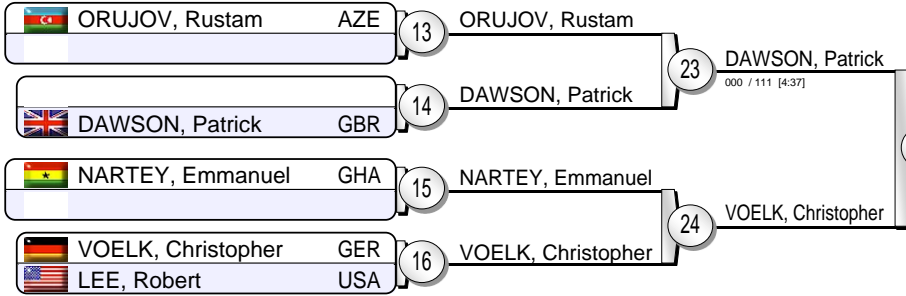 ORUJOV, Rustam AZE
13
ORUJOV, Rustam
DAWSON, Patrick GBR
14
DAWSON, Patrick
23
DAWSON, Patrick
000 / 111 [4:37]
NARTEY, Emmanuel GHA
15
NARTEY, Emmanuel
VOELK, Christopher GER
LEE, Robert USA
16
VOELK, Christopher
24
VOELK, Christopher